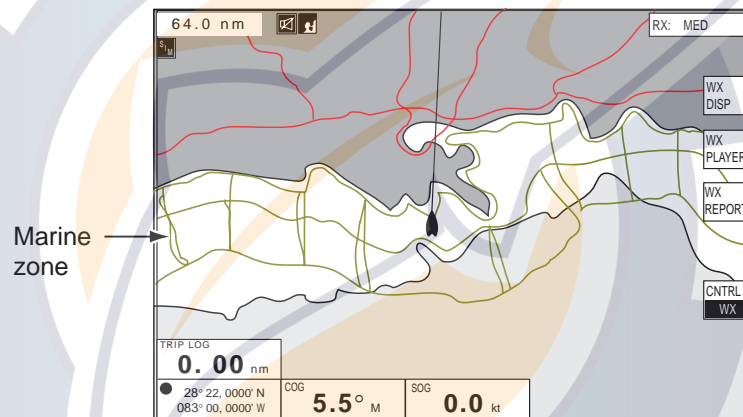 64.0 nm
RX: MED
SIM
WX
DISP
WX
PLAYER
WX
REPORT
Marine
zone
CNTRL
WX
TRIP LOG
0. 00 nm
28° 22, 0000' N
083° 00, 0000' W
COG
5.5° M
SOG
0.0 kt